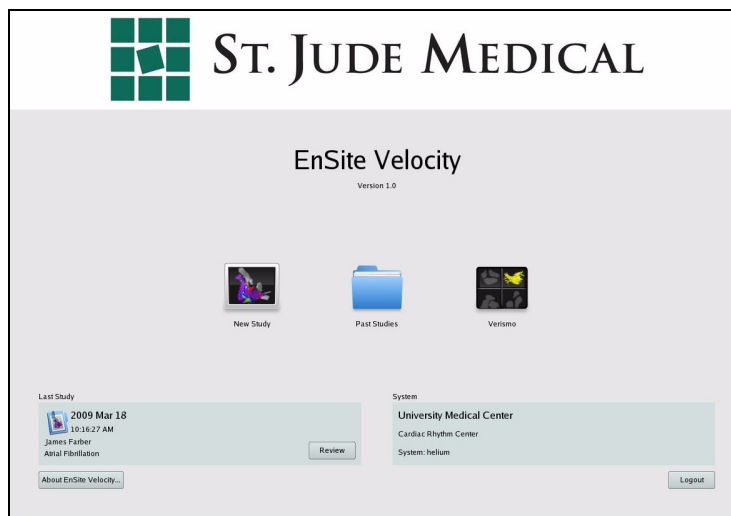 ST. JUDE MEDICAL
EnSite Velocity
Version 1.0
New Study
Past Studies
Verismo
Last Study
2009 Mar 18
10:16:27 AM
James Farber
Atrial Fibrillation
Review
System
University Medical Center
Cardiac Rhythm Center
System: helium
About EnSite Velocity...
Logout